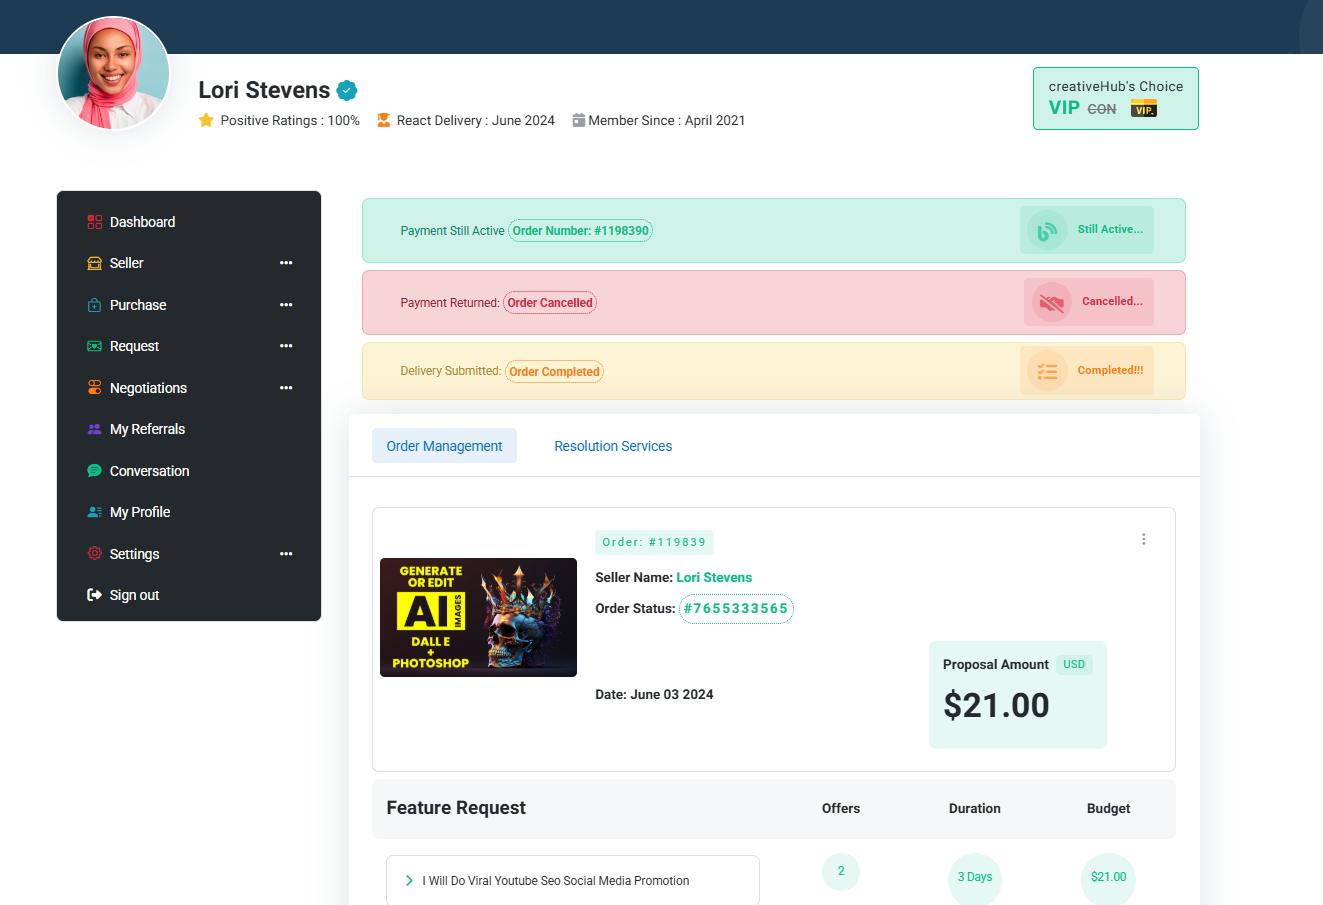 Lori Stevens
Positive Ratings : 100% React Delivery : June 2024 Member Since : April 2021
creativeHub's Choice
VIP CON VIP.
Dashboard
Seller
Purchase
Request
Negotiations
My Referrals
Conversation
My Profile
Settings
Sign out
Payment Still Active Order Number: #1198390 Still Active...
Payment Returned: Order Cancelled Cancelled...
Delivery Submitted: Order Completed Completed!!!
Order Management Resolution Services
GENERATE
OR EDIT
AI IMAGES
DALL E
+
PHOTOSHOP
Order: #119839
Seller Name: Lori Stevens
Order Status: #7655333565
Date: June 03 2024
Proposal Amount USD
$21.00
Feature Request Offers Duration Budget
I Will Do Viral Youtube Seo Social Media Promotion 2 3 Days $21.00